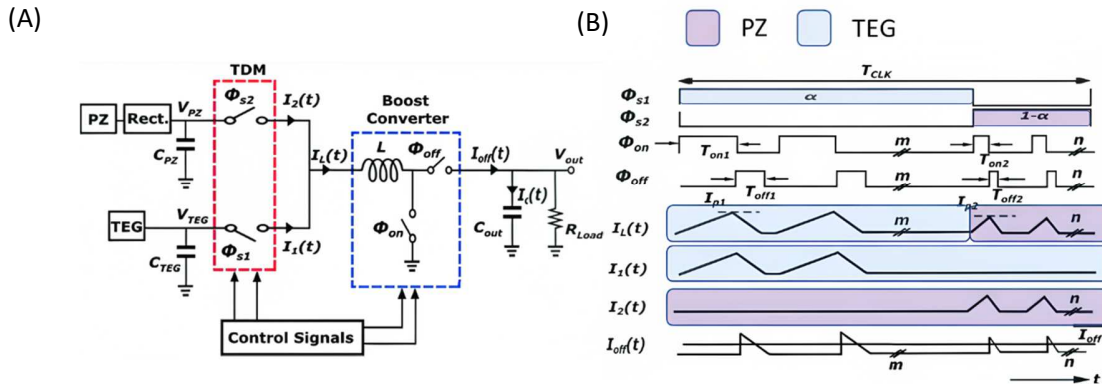 (A)
(B)
PZ
TEG
TDM
Φs2
I2(t)
PZ
Rect.
VPZ
CPZ
Boost
Converter
IL(t)
L
Φoff
Ioff(t)
Vout
Ic(t)
Φon
Cout
RLoad
TEG
VTEG
CTEG
Φs1
I1(t)
Control Signals
TCLK
Φs1
α
Φs2
1-α
Φon
Ton1
m
Ton2
n
Φoff
Toff1
Toff2
Ip1
Ip2
IL(t)
m
n
I1(t)
I2(t)
n
Ioff(t)
m
n
Ioff
t